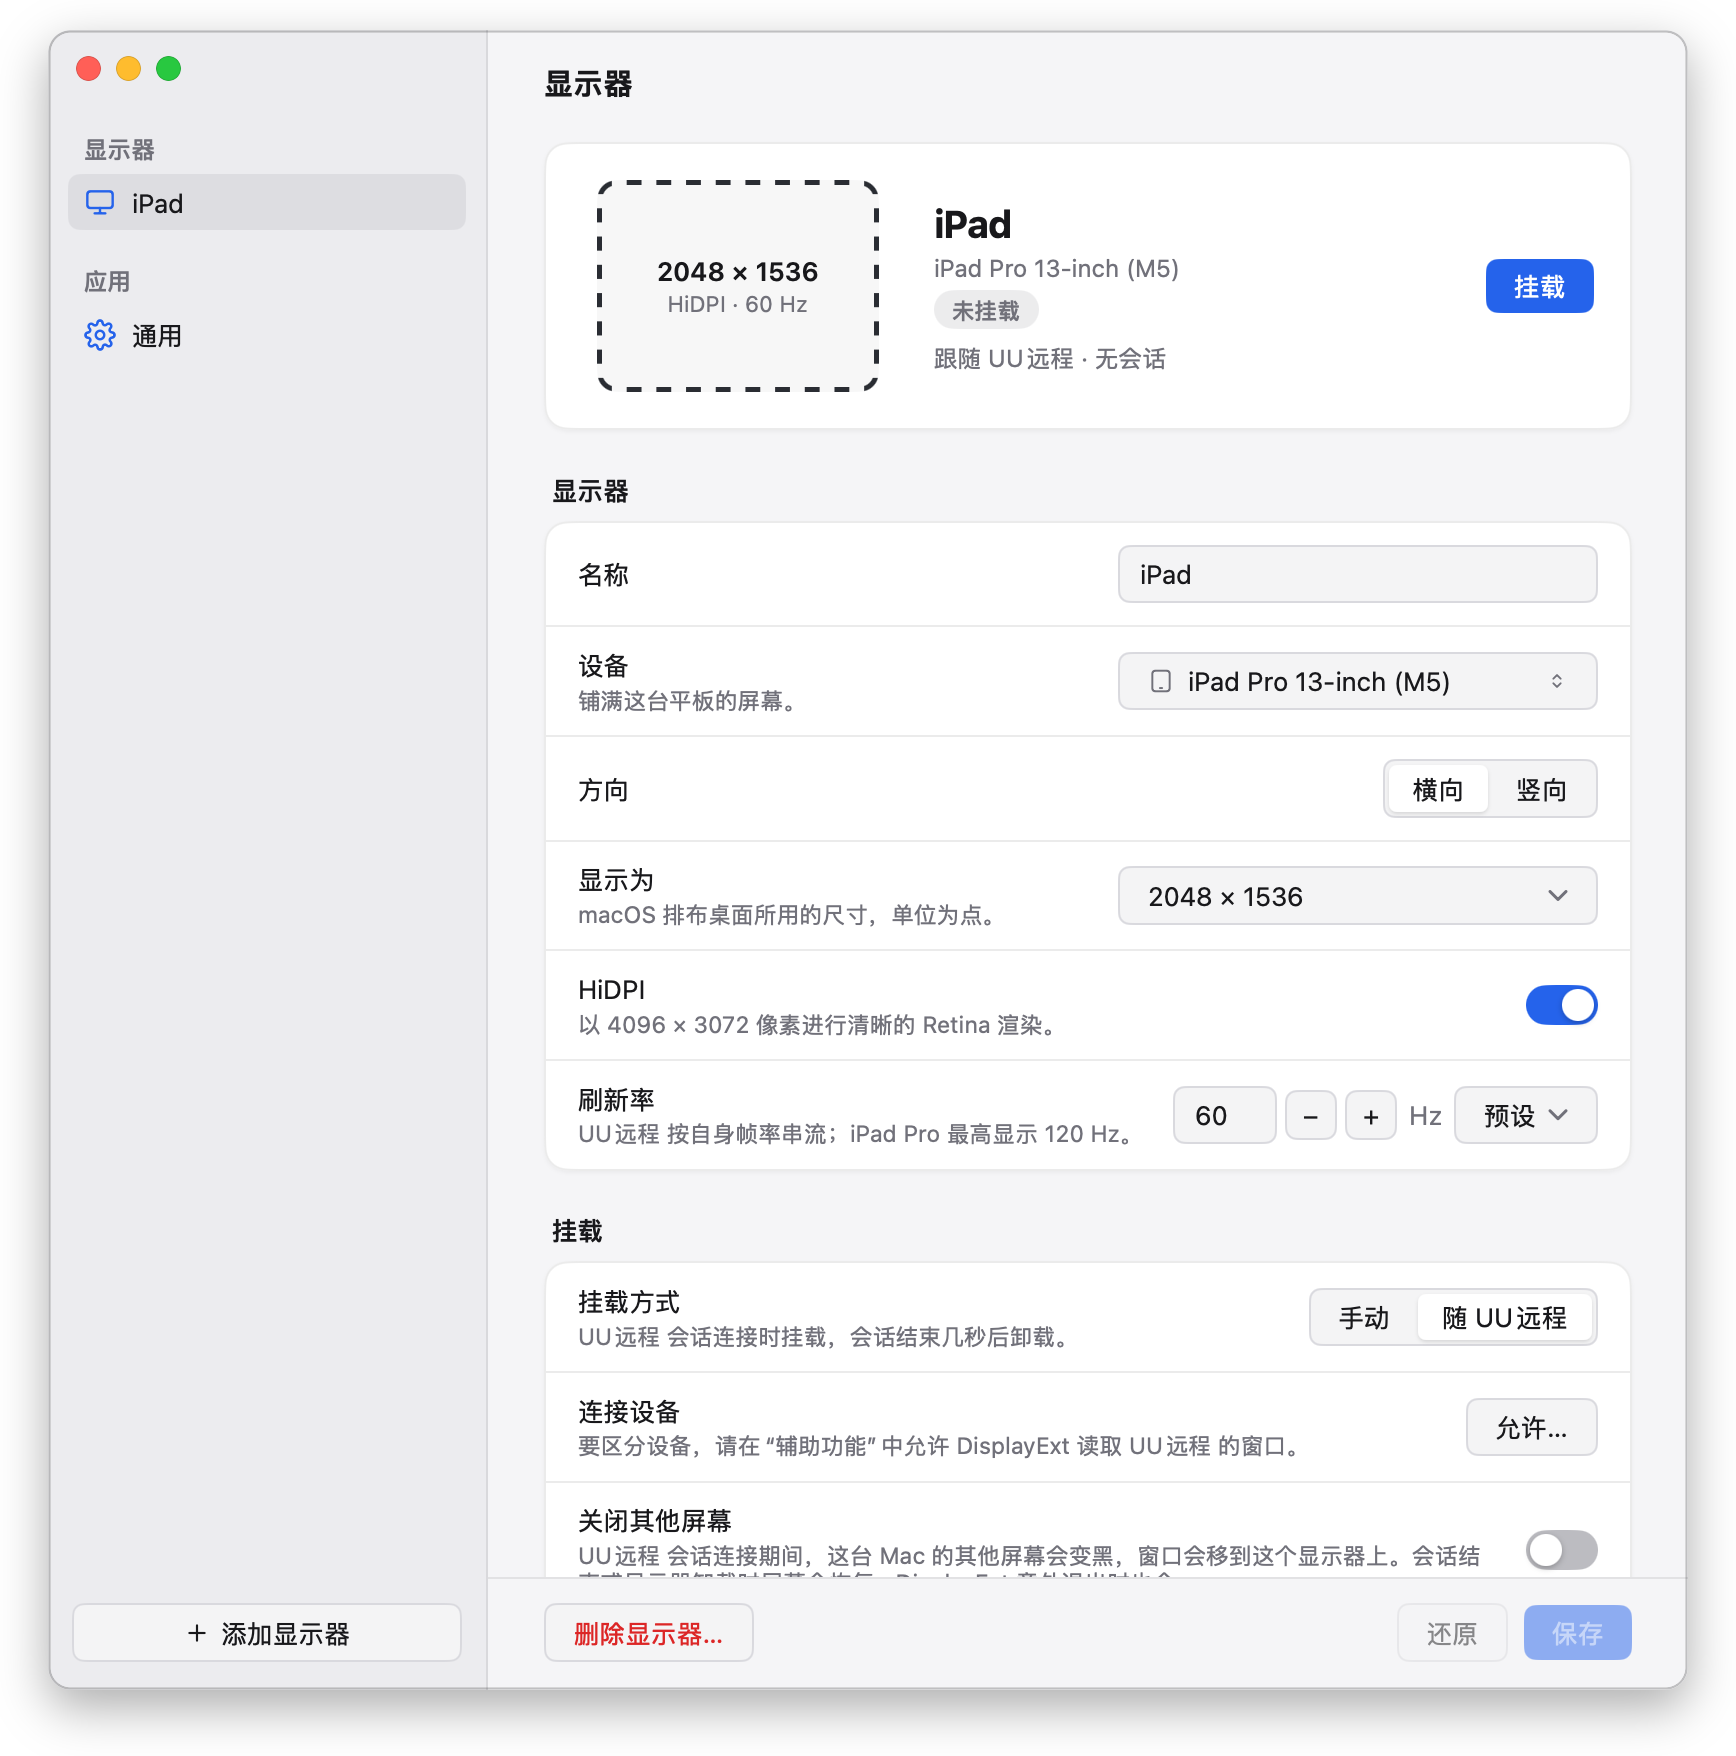 显示器
iPad
应用
通用
添加显示器
显示器
2048 × 1536
HiDPI · 60 Hz
iPad
iPad Pro 13-inch (M5)
未挂载
跟随 UU远程 · 无会话
挂载
显示器
名称
iPad
设备
铺满这台平板的屏幕。
iPad Pro 13-inch (M5)
方向
横向
竖向
显示为
macOS 排布桌面所用的尺寸，单位为点。
2048 × 1536
HiDPI
以 4096 × 3072 像素进行清晰的 Retina 渲染。
刷新率
UU远程 按自身帧率串流；iPad Pro 最高显示 120 Hz。
60
−
+
Hz
预设
挂载
挂载方式
UU远程 会话连接时挂载，会话结束几秒后卸载。
手动
随 UU远程
连接设备
要区分设备，请在“辅助功能”中允许 DisplayExt 读取 UU远程 的窗口。
允许...
关闭其他屏幕
UU远程 会话连接期间，这台 Mac 的其他屏幕会变黑，窗口会移到这个显示器上。会话结
删除显示器...
还原
保存